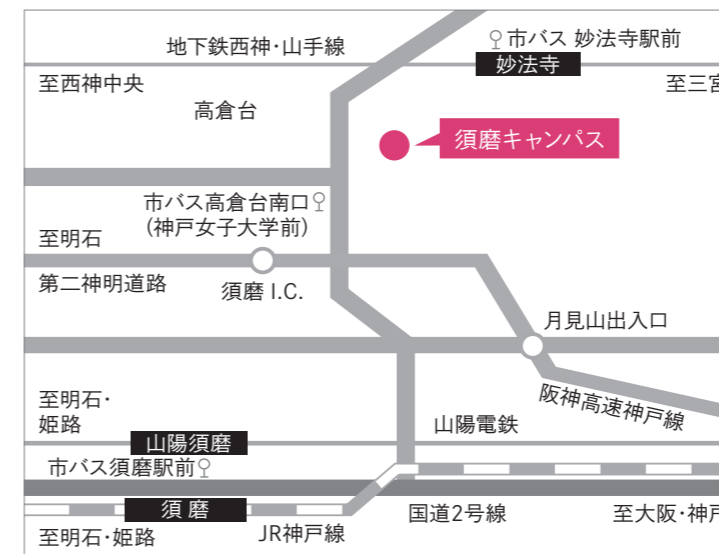 地下鉄西神·山手線
市バス 妙法寺駅前
妙法寺
至西神中央
至三宮
高倉台
須磨キャンパス
市バス高倉台南口
(神戸女子大学前)
至明石
第二神明道路
須磨 I.C.
月見山出入口
至明石·
姫路
阪神高速神戸線
山陽電鉄
山陽須磨
市バス須磨駅前
須 磨
国道2号線
至大阪·神戸
至明石·姫路
JR神戸線